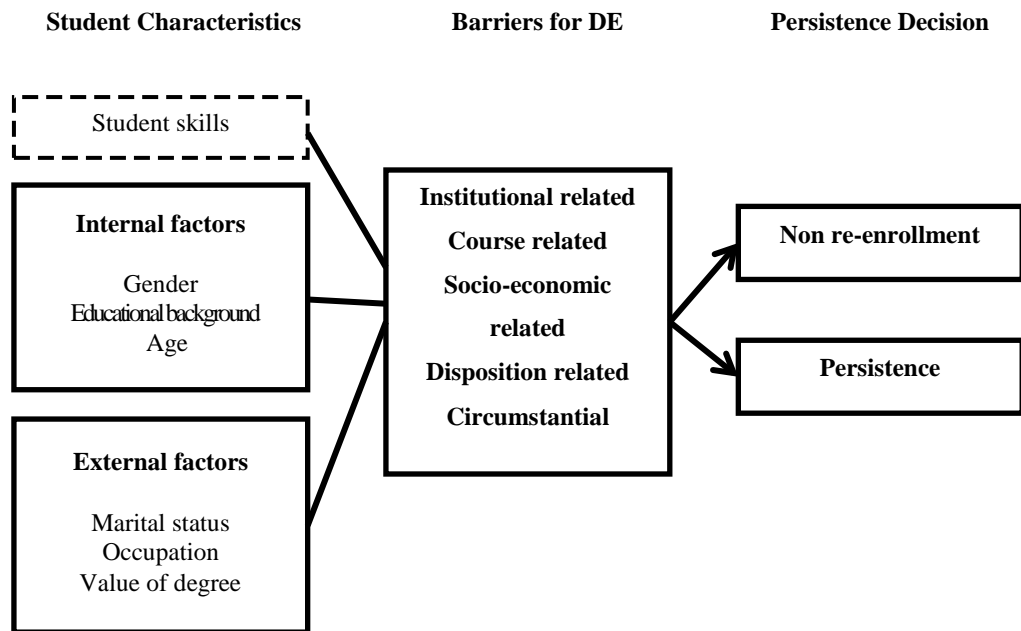 Student Characteristics
Barriers for DE
Persistence Decision
Student skills
Internal factors
Gender
Educational background
Age
External factors
Marital status
Occupation
Value of degree
Institutional related
Course related
Socio-economic
related
Disposition related
Circumstantial
Non re-enrollment
Persistence